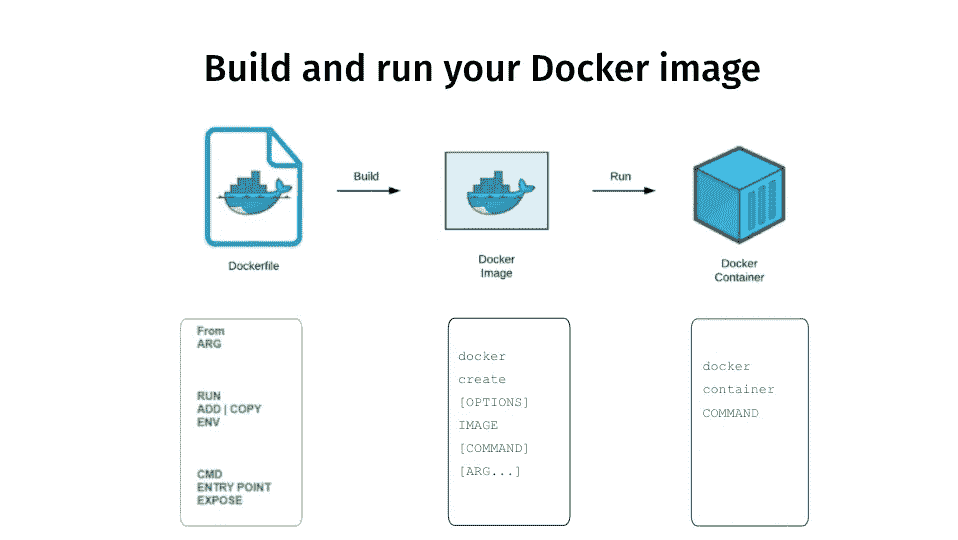 Build and run your Docker image
Build
Run
Dockerfile
Docker
Image
Docker
Container
From
ARG
RUN
ADD | COPY
ENV
CMD
ENTRY POINT
EXPOSE
docker
create
[OPTIONS]
IMAGE
[COMMAND]
[ARG...]
docker
container
COMMAND